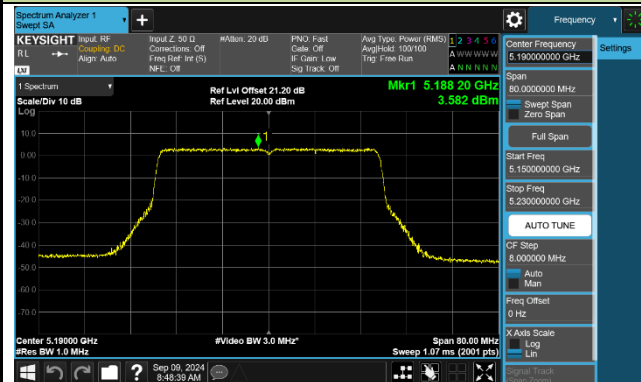 Spectrum Analyzer 1
Swept SA
+
Frequency
KEYSIGHT
RL
LXI
Input: RF
Coupling: DC
Align: Auto
Input Z: 50 Ω
Corrections: Off
Freq Ref: Int (S)
NFE: Off
#Atten: 20 dB
PNO: Fast
Gate: Off
IF Gain: Low
Sig Track: Off
Avg Type: Power (RMS)
Avg|Hold: 100/100
Trig: Free Run
1 2 3 4 5 6
A W W W W W
A N N N N N
1 Spectrum
Scale/Div 10 dB
Log
Ref Lvl Offset 21.20 dB
Ref Level 20.00 dBm
Mkr1 5.188 20 GHz
3.582 dBm
1
10.0
0.00
-10.0
-20.0
-30.0
-40.0
-50.0
-60.0
-70.0
Center 5.19000 GHz
#Res BW 1.0 MHz
#Video BW 3.0 MHz*
Span 80.00 MHz
Sweep 1.07 ms (2001 pts)
Center Frequency
5.190000000 GHz
Span
80.0000000 MHz
Swept Span
Zero Span
Full Span
Start Freq
5.150000000 GHz
Stop Freq
5.230000000 GHz
AUTO TUNE
CF Step
8.000000 MHz
Auto
Man
Freq Offset
0 Hz
X Axis Scale
Log
Lin
Signal Track
(Span Zoom)
Settings
?
Sep 09, 2024
8:48:39 AM